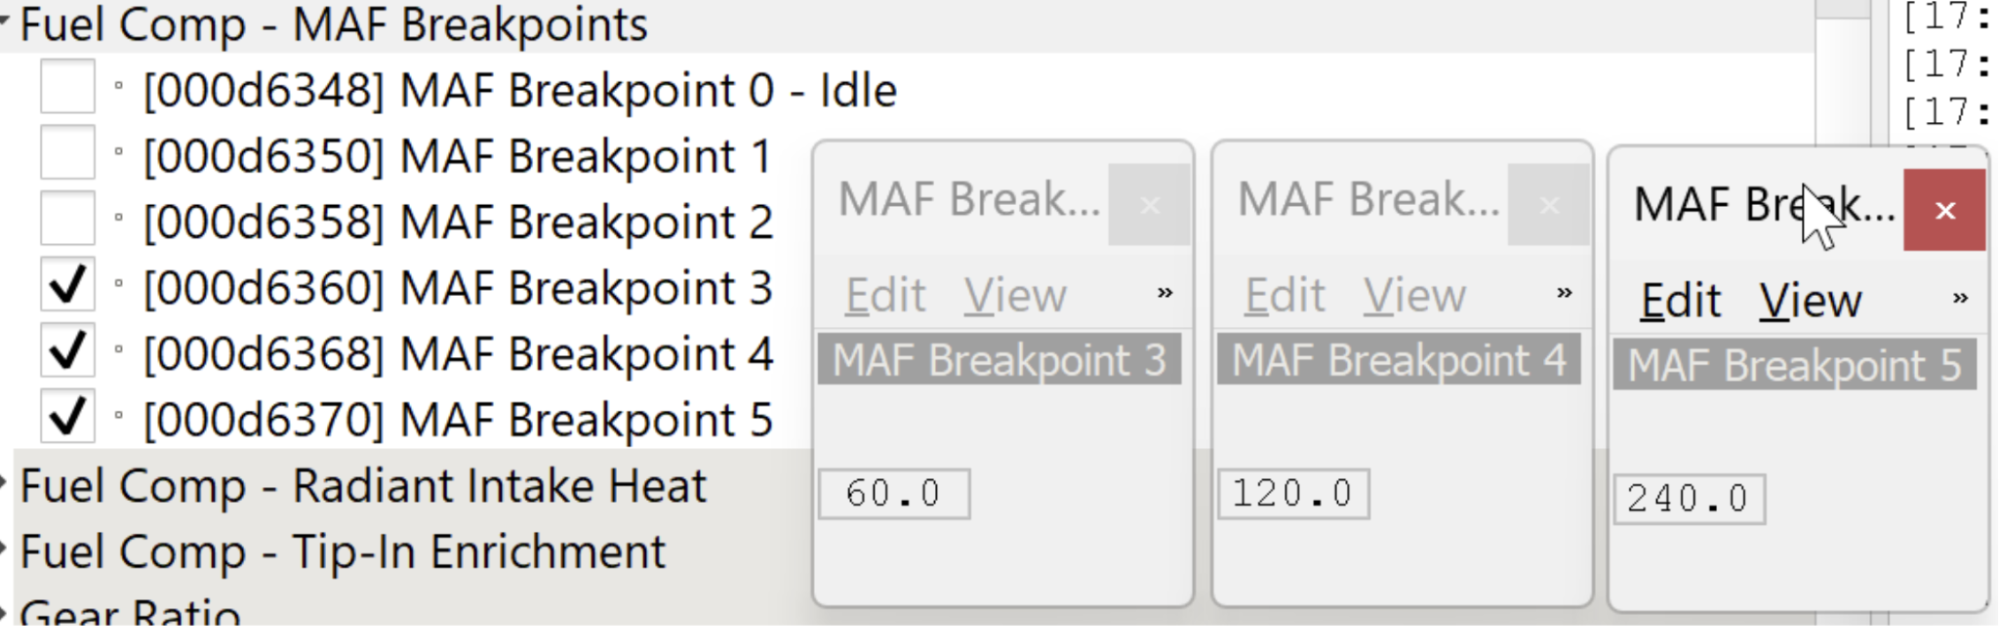 Fuel Comp - MAF Breakpoints
[000d6348] MAF Breakpoint 0 - Idle
[000d6350] MAF Breakpoint 1
[000d6358] MAF Breakpoint 2
[000d6360] MAF Breakpoint 3
[000d6368] MAF Breakpoint 4
[000d6370] MAF Breakpoint 5
Fuel Comp - Radiant Intake Heat
Fuel Comp - Tip-In Enrichment
Gear Ratio
MAF Break...
Edit View »
MAF Breakpoint 3
60.0
MAF Break...
Edit View »
MAF Breakpoint 4
120.0
MAF Break...
Edit View »
MAF Breakpoint 5
240.0
[17:
[17:
[17: